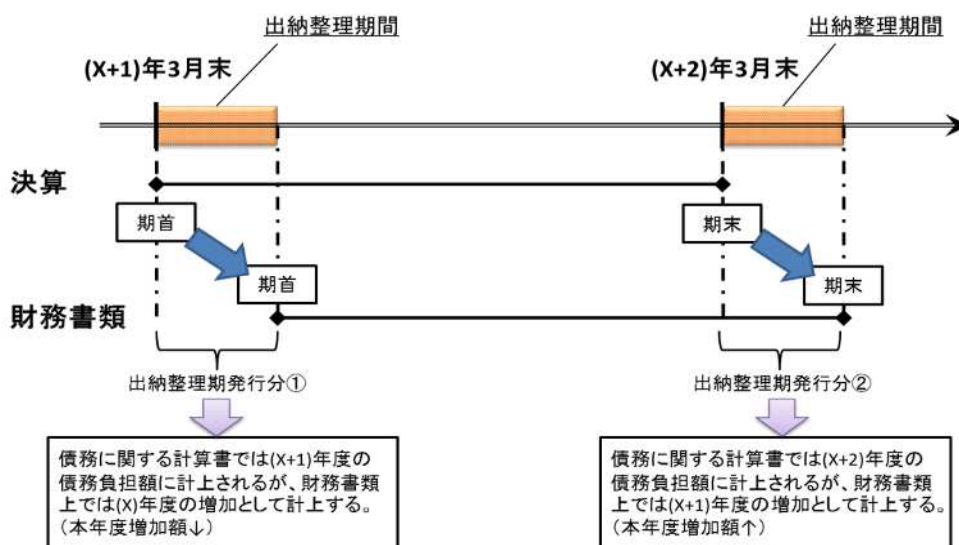 出納整理期間
出納整理期間
(X+1)年3月末
(X+2)年3月末
決算
期首
期末
期首
期末
財務書類
出納整理期発行分①
出納整理期発行分②
債務に関する計算書では(X+1)年度の
債務負担額に計上されるが、財務書類
上では(X)年度の増加として計上する。
（本年度増加額↓）
債務に関する計算書では(X+2)年度の
債務負担額に計上されるが、財務書類
上では(X+1)年度の増加として計上する。
（本年度増加額↑）